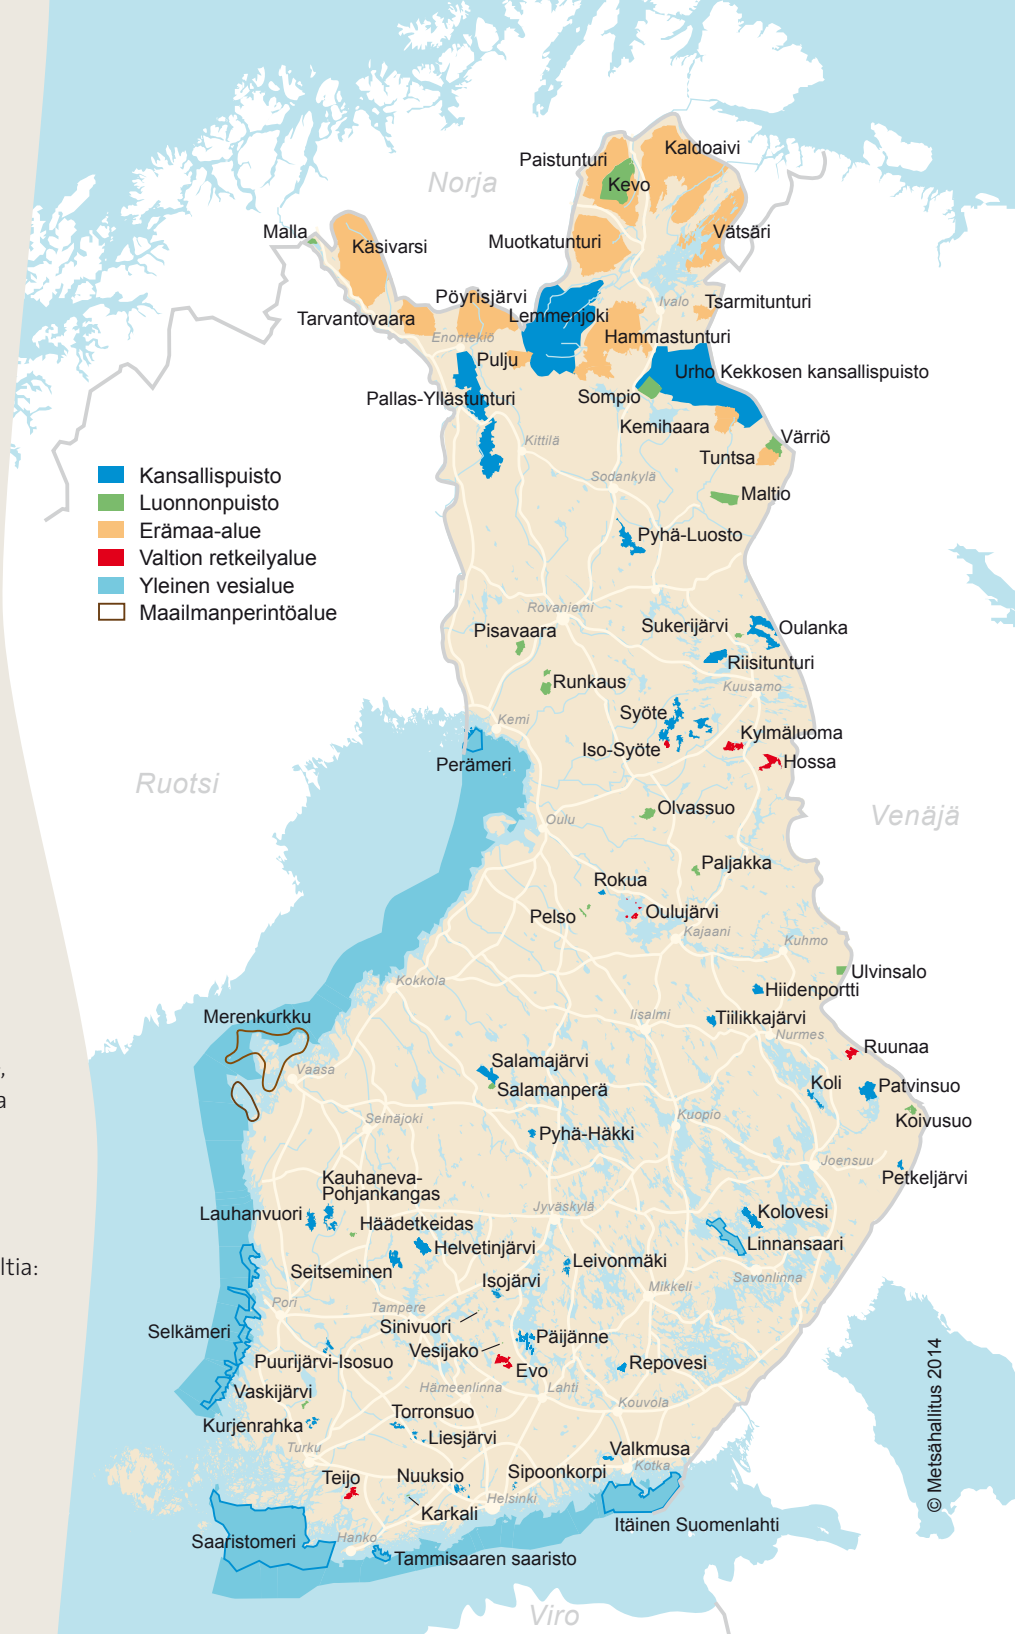 Norja
Paistunturi
Kaldoaivi
Kevo
Malla
Käsivarsi
Muotkatunturi
Vätsäri
Pöyrisjärvi
Ivalo
Tsarmitunturi
Tarvantovaara
Lemmenjoki
Enontekiö
Hammastunturi
Pulju
Urho Kekkosen kansallispuisto
Pallas-Yllästunturi
Sompio
Kemihaara
Kittilä
Värriö
Tuntsa
Sodankylä
Maltio
Kansallispuisto
Luonnonpuisto
Erämaa-alue
Valtion retkeilyalue
Yleinen vesialue
Maailmanperintöalue
Pyhä-Luosto
Rovaniemi
Pisavaara
Sukerijärvi
Oulanka
Riisitunturi
Runkaus
Kuusamo
Syöte
Kemi
Kylmäluoma
Iso-Syöte
Hossa
Perämeri
Ruotsi
Venäjä
Olvassuo
Oulu
Paljakka
Rokua
Pelso
Oulujärvi
Kajaani
Kuhmo
Ulvinsalo
Kokkola
Hiidenportti
Merenkurkku
Iisalmi
Tiilikkajärvi
Nurmes
Ruunaa
Vaasa
Salamajärvi
Salamanperä
Koli
Patvinsuo
,
a
Seinäjoki
Kuopio
Koivusuo
Pyhä-Häkki
Joensuu
Petkeljärvi
Kauhaneva-
Pohjankangas
Lauhanvuori
Häädetkeidas
Jyväskylä
Kolovesi
Helvetinjärvi
Linnansaari
Leivonmäki
ltia:
Seitseminen
Isojärvi
Mikkeli
Savonlinna
Pori
Tampere
Sinivuori
Selkämeri
Päijänne
Vesijako
Puurijärvi-Isosuo
Evo
Repovesi
Vaskijärvi
Hämeenlinna
Lahti
Kouvola
Kurjenrahka
Torronsuo
Liesjärvi
Turku
Valkmusa
Kotka
Teijo
Nuuksio
Sipoonkorpi
Helsinki
Karkali
Itäinen Suomenlahti
Saaristomeri
Hanko
Tammisaaren saaristo
Viro
© Metsähallitus 2014